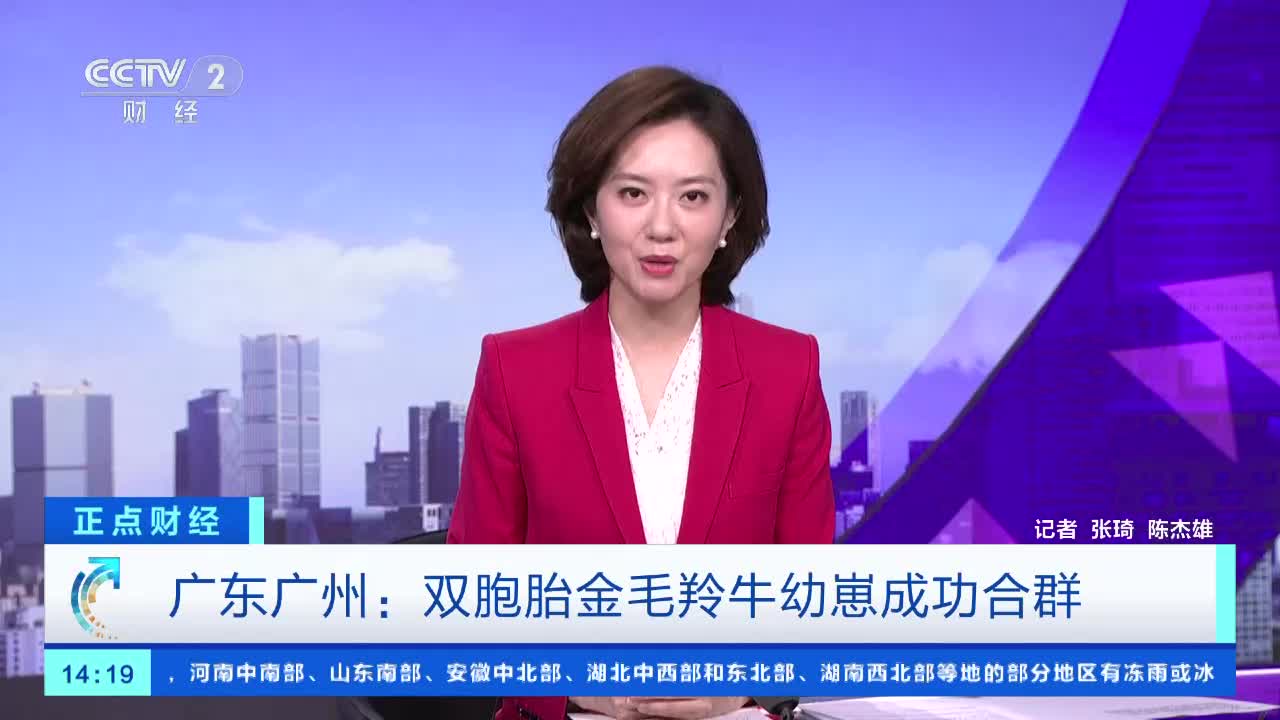 CCTV 2
财经
正点财经
记者 张琦 陈杰雄
广东广州：双胞胎金毛羚牛幼崽成功合群
14:19
，河南中南部、山东南部、安徽中北部、湖北中西部和东北部、湖南西北部等地的部分地区有冻雨或冰